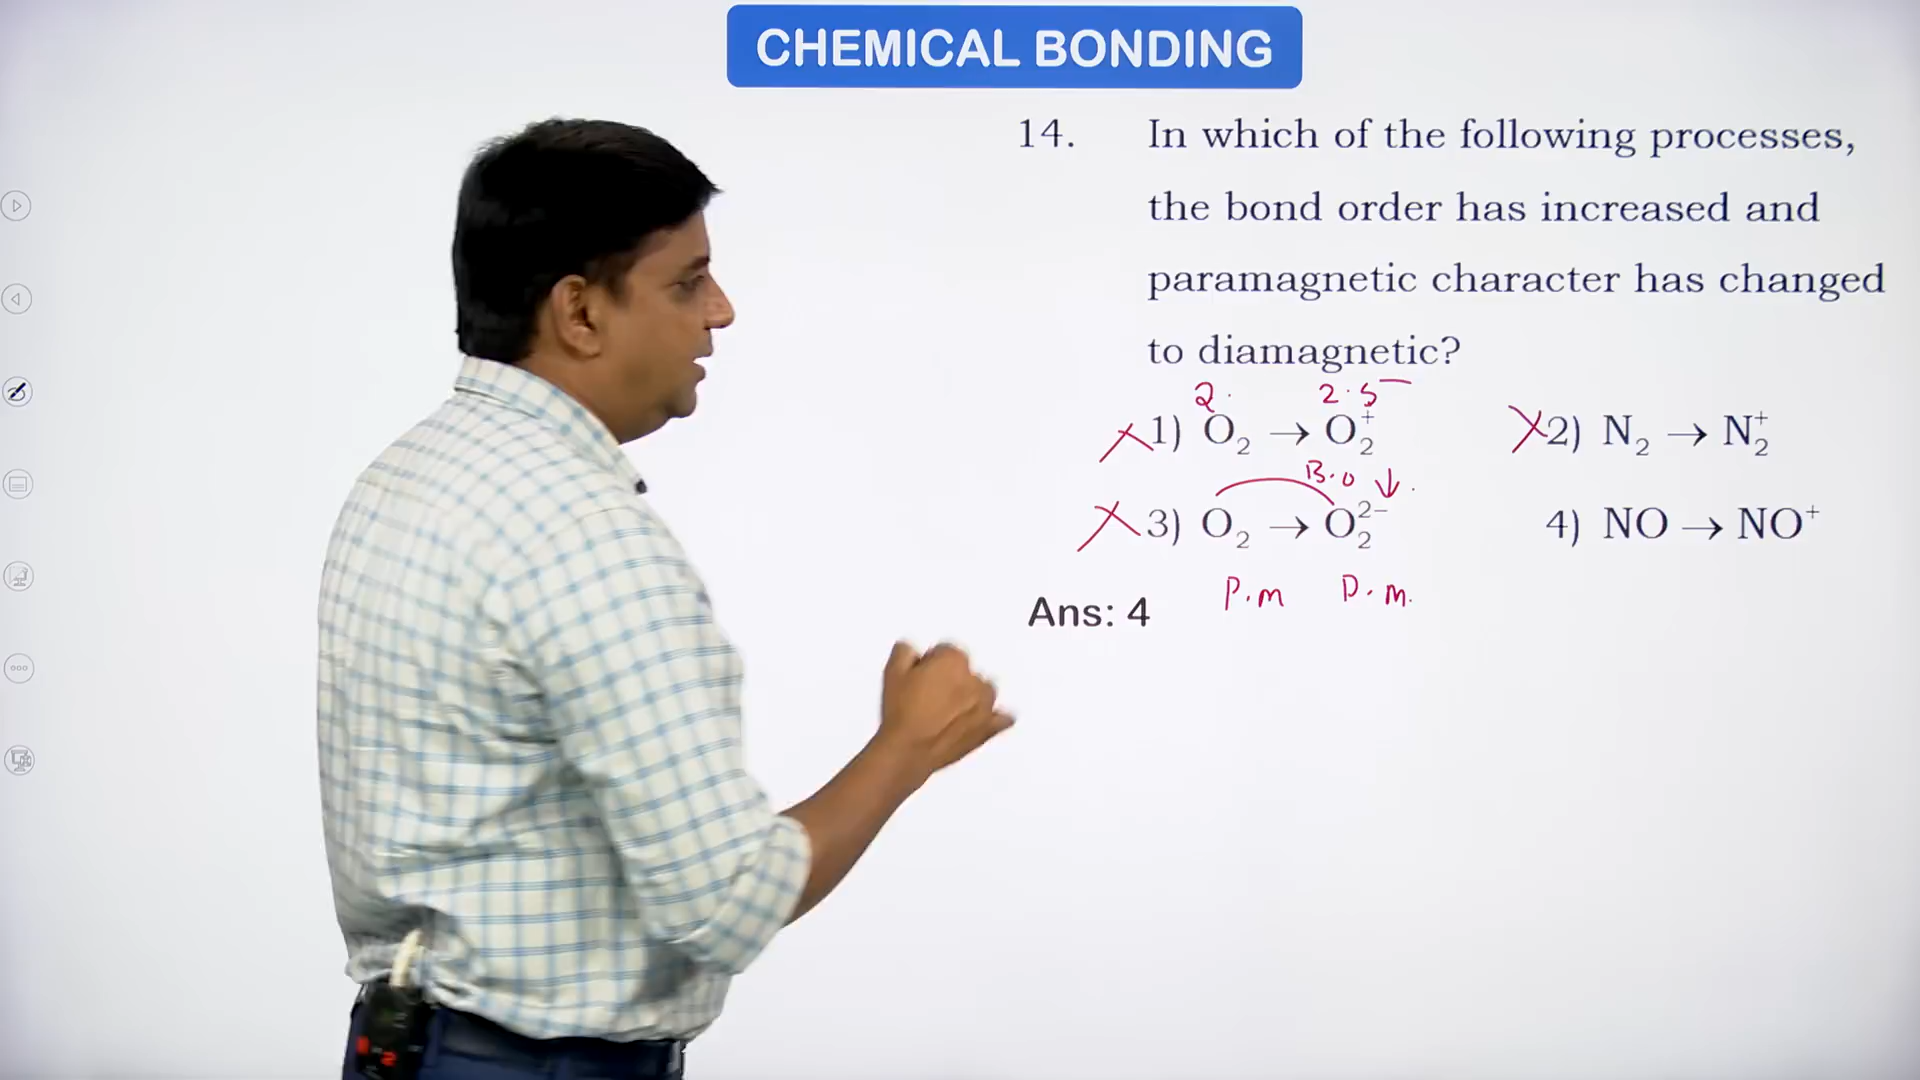 CHEMICAL BONDING
14. In which of the following processes,
the bond order has increased and
paramagnetic character has changed
to diamagnetic?
2. 2.5
1) O₂ → O₂⁺ 2) N₂ → N₂⁺
B.O ↓
3) O₂ → O₂²⁻ 4) NO → NO⁺
P.m D.m.
Ans: 4